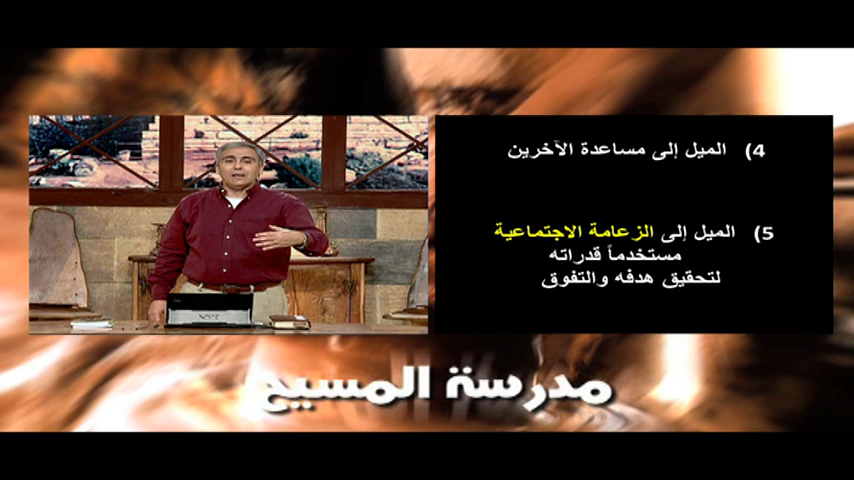 4) الميل إلى مساعدة الآخرين
5) الميل إلى الزعامة الاجتماعية
مستخدماً قدراته
لتحقيق هدفه والتفوق
مدرسة المسيح